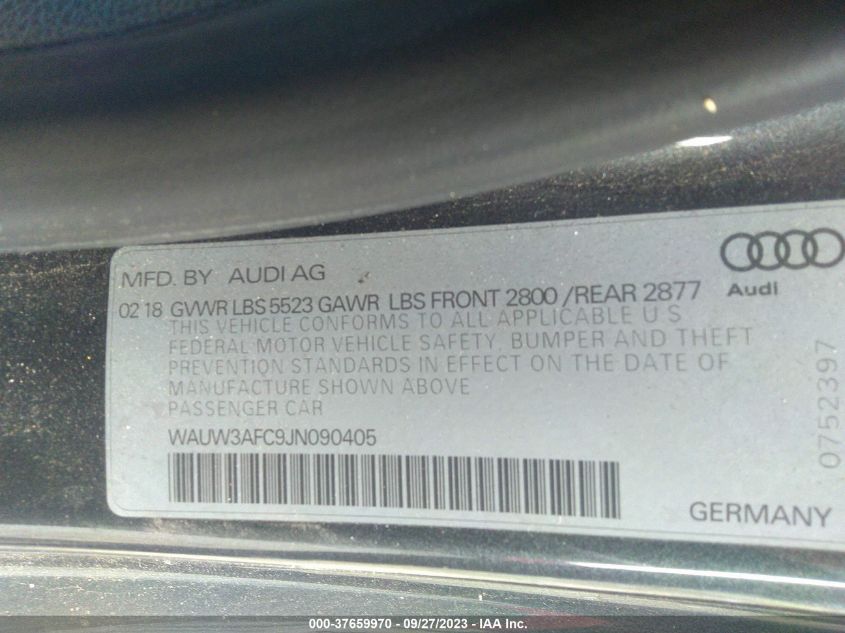 MFD. BY AUDI AG
02 18 GVWR LBS 5523 GAWR LBS FRONT 2800 /REAR 2877
THIS VEHICLE CONFORMS TO ALL APPLICABLE U S
FEDERAL MOTOR VEHICLE SAFETY, BUMPER AND THEFT
PREVENTION STANDARDS IN EFFECT ON THE DATE OF
MANUFACTURE SHOWN ABOVE
PASSENGER CAR
WAUW3AFC9JN090405
Audi
0752397
GERMANY
000-37659970 - 09/27/2023 - IAA Inc.